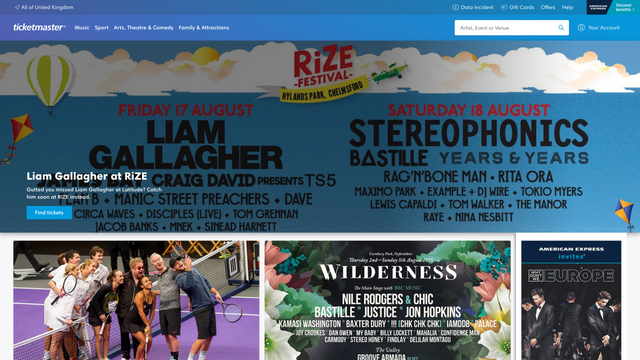 All of United Kingdom
Data Incident
Gift Cards
Offers
Help
AMERICAN EXPRESS
Discover benefits
ticketmaster
Music
Sport
Arts, Theatre & Comedy
Family & Attractions
Artist, Event or Venue
Your Account
RiZE
-FESTIVAL-
HYLANDS PARK, CHELMSFORD
FRIDAY 17 AUGUST
LIAM
GALLAGHER
CRAIG DAVID PRESENTS TS5
MANIC STREET PREACHERS + DAVE
CIRCA WAVES + DISCIPLES (LIVE) + TOM GRENNAN
JACOB BANKS + MNEK + SINEAD HARNETT
SATURDAY 18 AUGUST
STEREOPHONICS
BASTILLE YEARS & YEARS
RAG'N'BONE MAN + RITA ORA
MAXIMO PARK + EXAMPLE + DJ WIRE + TOKIO MYERS
LEWIS CAPALDI + TOM WALKER + THE MANOR
RAYE + NINA NESBITT
Liam Gallagher at RiZE
Gutted you missed Liam Gallagher at Latitude? Catch
him soon at RiZE instead.
Find tickets
Cornbury Park, Oxfordshire
Thursday 2nd - Sunday 5th August 2018
WILDERNESS
The Main Stage with BBC MUSIC
NILE RODGERS & CHIC
BASTILLE * JUSTICE * JON HOPKINS
KAMASI WASHINGTON * BAXTER DURY * !!! (CHK CHK CHK) * IAMDDB * PALACE
JOY CROOKES * DAN OWEN * MY BABY * BILLY LOCKETT * MAHALIA * CONFIDENCE MAN
CARMODY * STEREO HONEY * FINDLAY * DELILAH MONTAGU
The Valley
GROOVE ARMADA
AMERICAN EXPRESS
invites
WHY DON'T WE
EUROPE